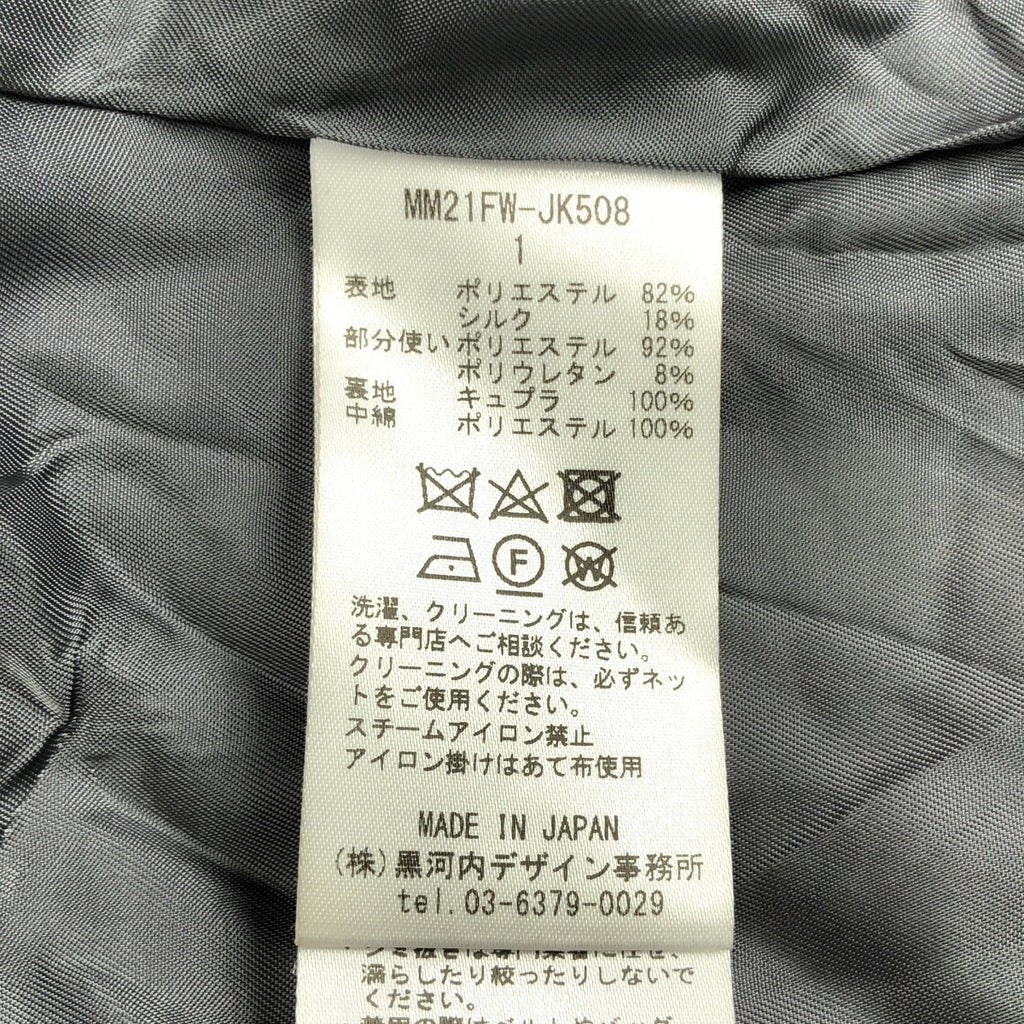 MM21FW-JK508
1
表地 ポリエステル 82%
シルク 18%
部分使い ポリエステル 92%
ポリウレタン 8%
裏地 キュプラ 100%
中綿 ポリエステル 100%
F W
洗濯、クリーニングは、信頼あ
る専門店へご相談ください。
クリーニングの際は、必ずネッ
トをご使用ください。
スチームアイロン禁止
アイロン掛けはあて布使用
MADE IN JAPAN
(株)黒河内デザイン事務所
tel.03-6379-0029
濡らしたり絞ったりしないで
ください。